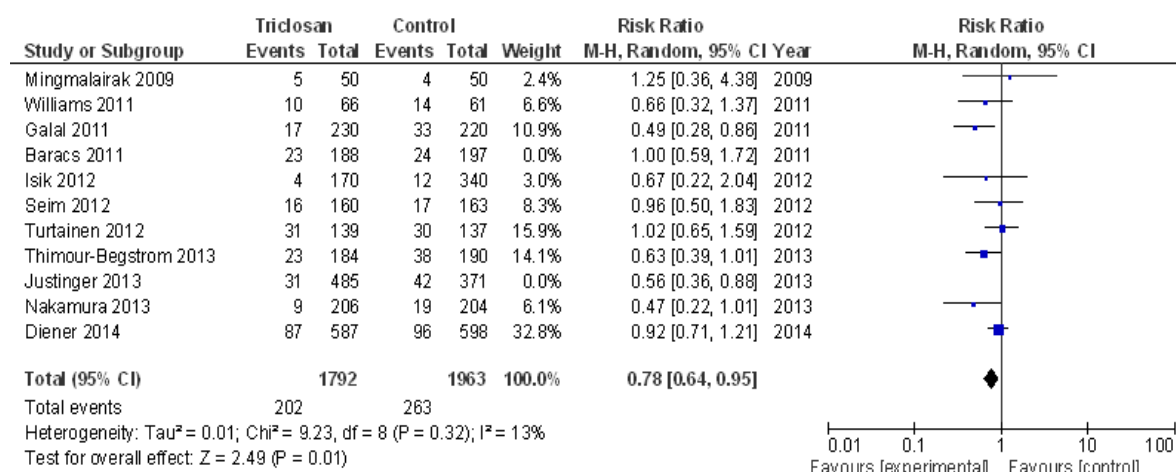 Triclosan Control Risk Ratio Risk Ratio
Study or Subgroup Events Total Events Total Weight M-H, Random, 95% CI Year M-H, Random, 95% CI
Mingmalairak 2009 5 50 4 50 2.4% 1.25 [0.36, 4.38] 2009
Williams 2011 10 66 14 61 6.6% 0.66 [0.32, 1.37] 2011
Galal 2011 17 230 33 220 10.9% 0.49 [0.28, 0.86] 2011
Baracs 2011 23 188 24 197 0.0% 1.00 [0.59, 1.72] 2011
Isik 2012 4 170 12 340 3.0% 0.67 [0.22, 2.04] 2012
Seim 2012 16 160 17 163 8.3% 0.96 [0.50, 1.83] 2012
Turtainen 2012 31 139 30 137 15.9% 1.02 [0.65, 1.59] 2012
Thimour-Begstrom 2013 23 184 38 190 14.1% 0.63 [0.39, 1.01] 2013
Justinger 2013 31 485 42 371 0.0% 0.56 [0.36, 0.88] 2013
Nakamura 2013 9 206 19 204 6.1% 0.47 [0.22, 1.01] 2013
Diener 2014 87 587 96 598 32.8% 0.92 [0.71, 1.21] 2014
Total (95% CI) 1792 1963 100.0% 0.78 [0.64, 0.95]
Total events 202 263
Heterogeneity: Tau² = 0.01; Chi² = 9.23, df = 8 (P = 0.32); I² = 13%
Test for overall effect: Z = 2.49 (P = 0.01)
0.01 0.1 1 10 100
Favours [experimental] Favours [control]